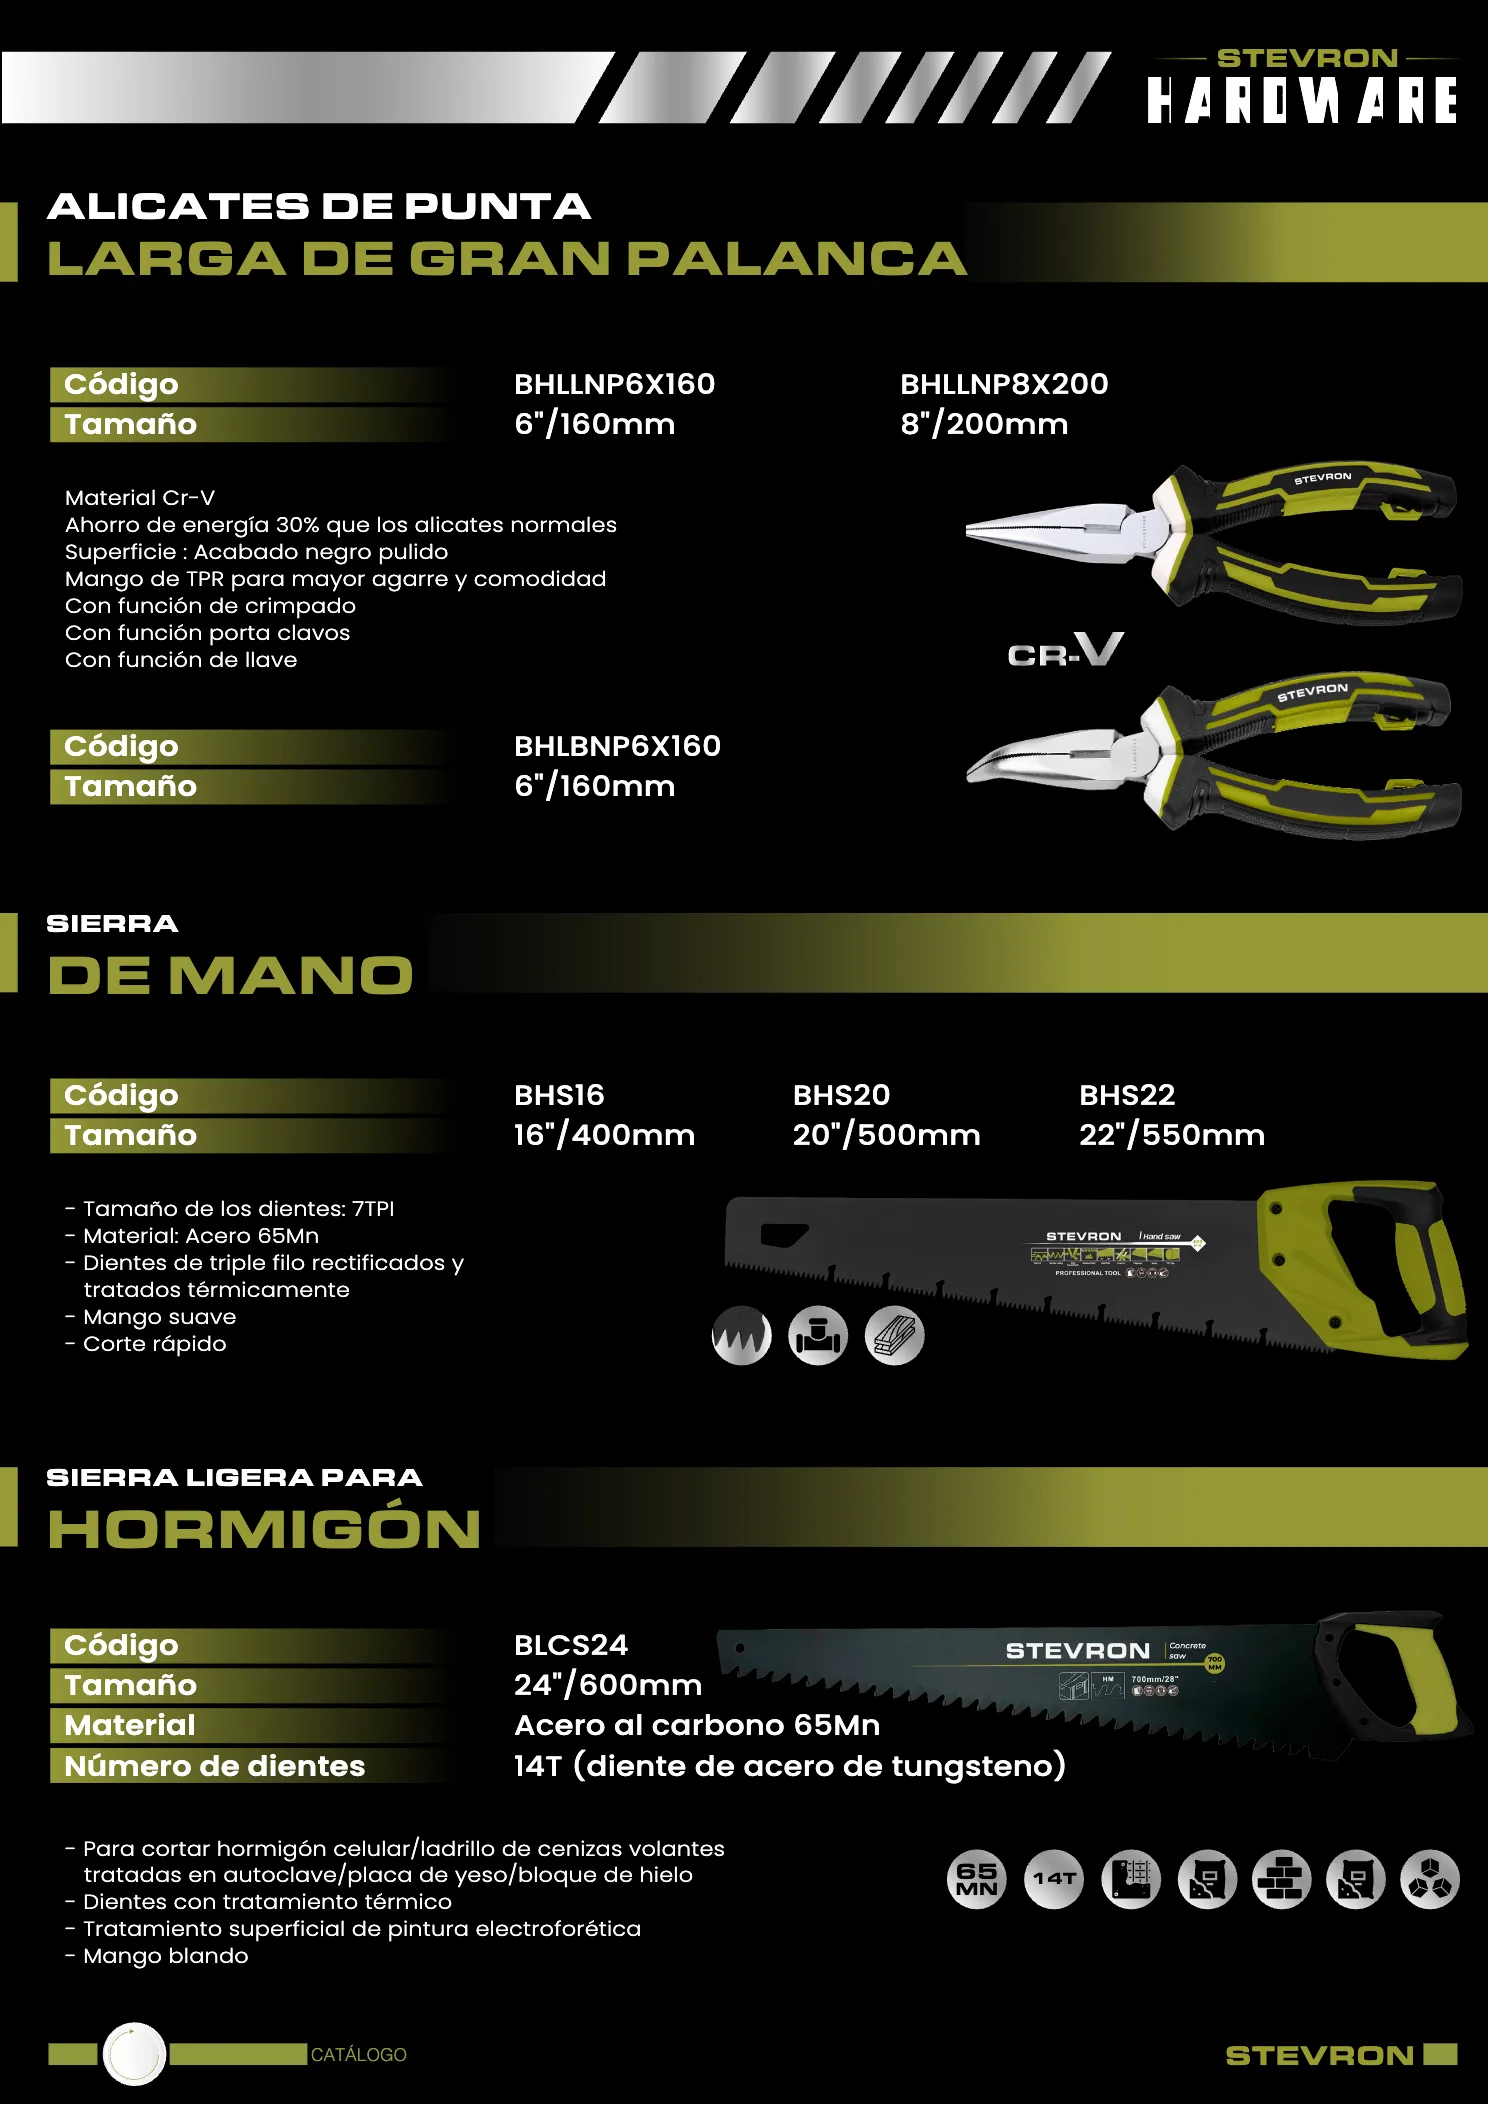 STEVRON
HARDWARE
ALICATES DE PUNTA
LARGA DE GRAN PALANCA
Código BHLLNP6X160 BHLLNP8X200
Tamaño 6"/160mm 8"/200mm
Material Cr-V
Ahorro de energía 30% que los alicates normales
Superficie : Acabado negro pulido
Mango de TPR para mayor agarre y comodidad
Con función de crimpado
Con función porta clavos
Con función de llave
STEVRON
CR-V
STEVRON
Código BHLBNP6X160
Tamaño 6"/160mm
SIERRA
DE MANO
Código BHS16 BHS20 BHS22
Tamaño 16"/400mm 20"/500mm 22"/550mm
- Tamaño de los dientes: 7TPI
- Material: Acero 65Mn
- Dientes de triple filo rectificados y
tratados térmicamente
- Mango suave
- Corte rápido
STEVRON Hand saw
PROFESSIONAL TOOL
SIERRA LIGERA PARA
HORMIGÓN
Código BLCS24
Tamaño 24"/600mm
Material Acero al carbono 65Mn
Número de dientes 14T (diente de acero de tungsteno)
STEVRON Concrete
saw
700
MM
HM 700mm/28"
- Para cortar hormigón celular/ladrillo de cenizas volantes
tratadas en autoclave/placa de yeso/bloque de hielo
- Dientes con tratamiento térmico
- Tratamiento superficial de pintura electroforética
- Mango blando
65
MN
14T
CATÁLOGO
STEVRON